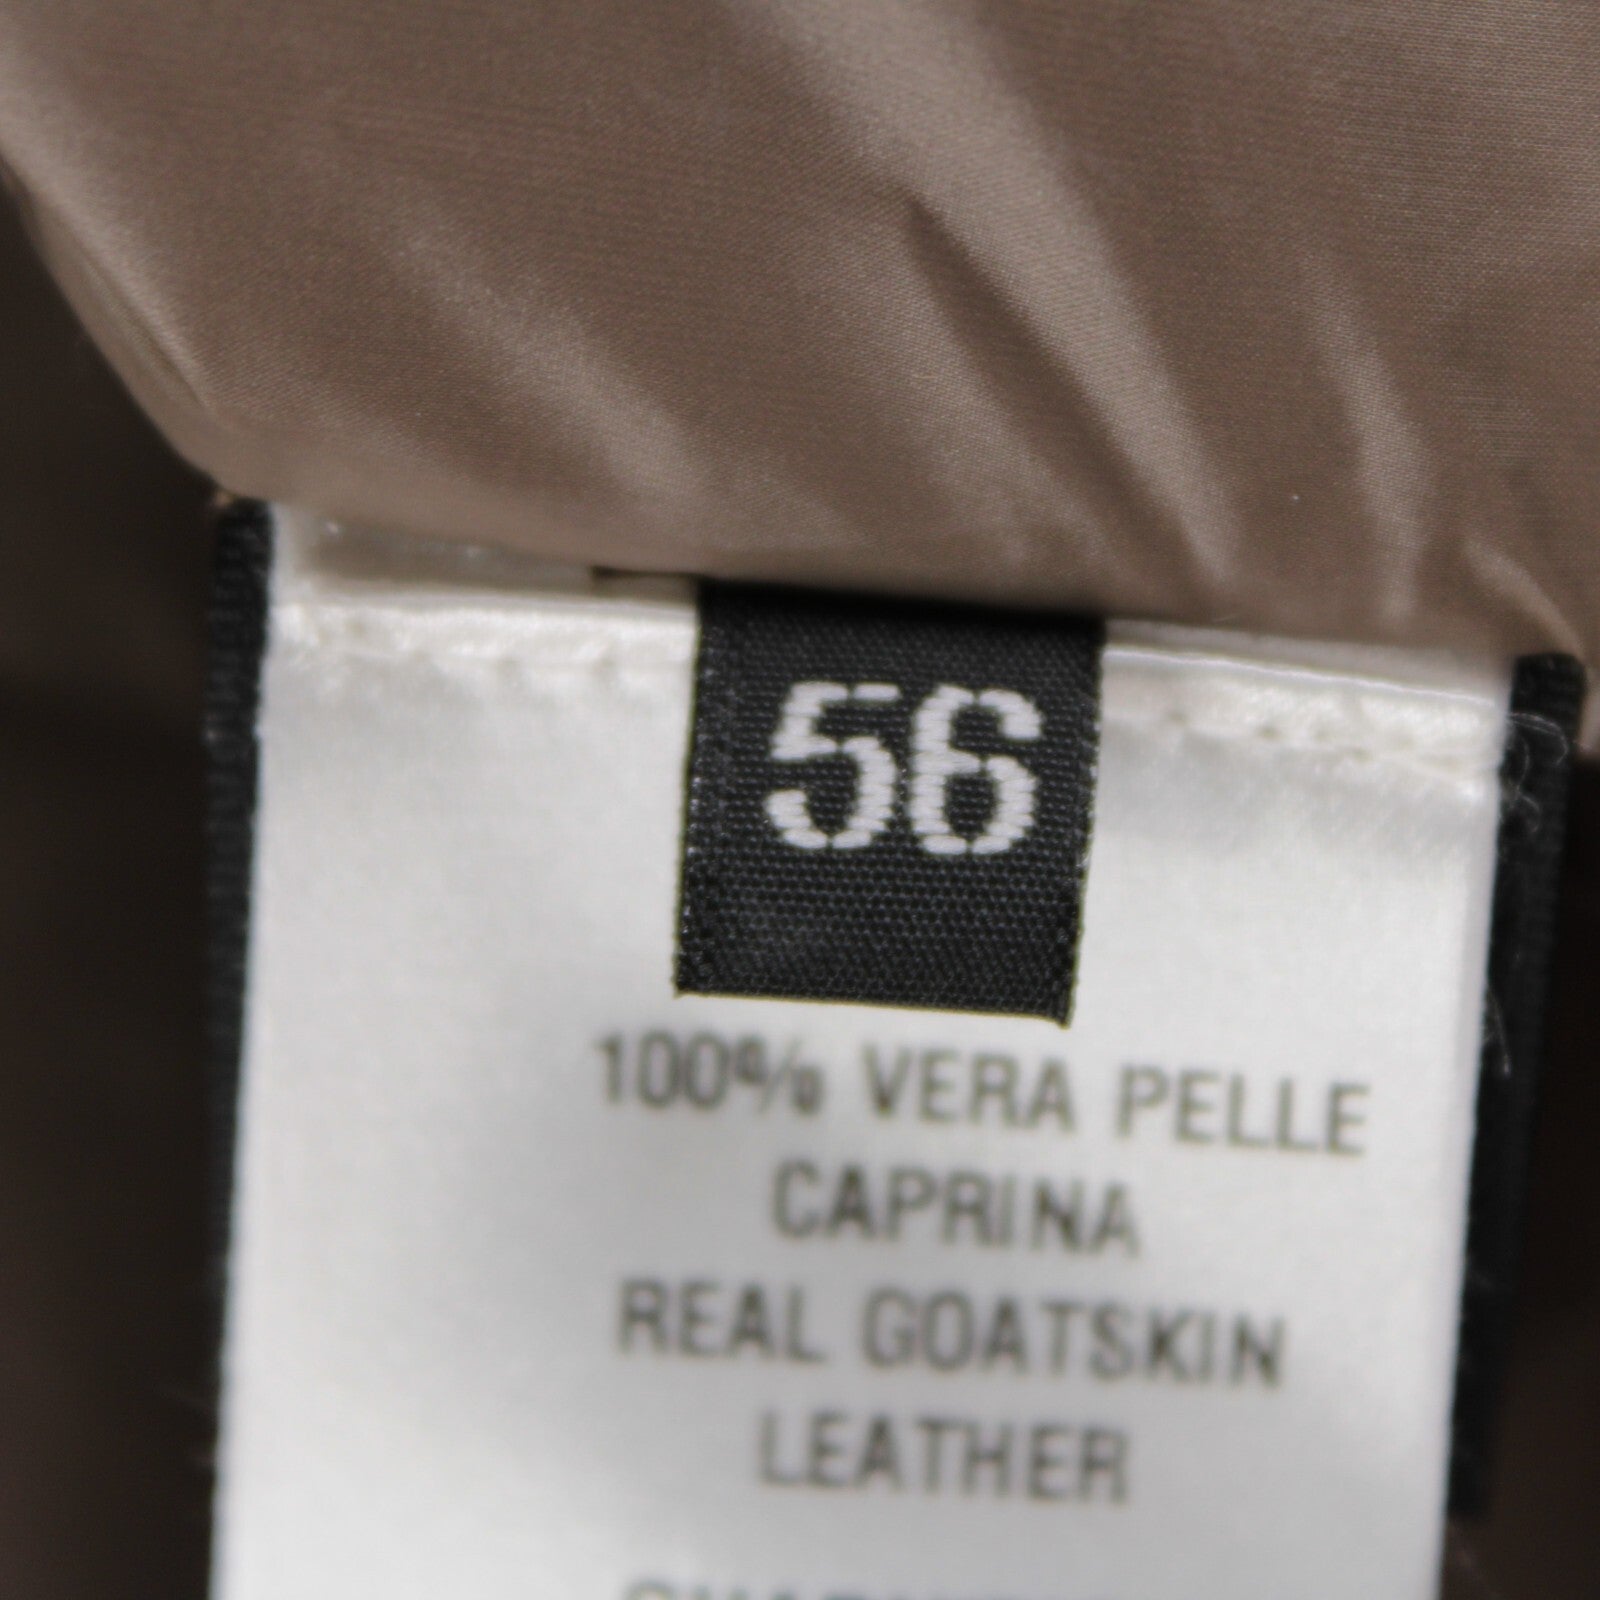 56
100% VERA PELLE
CAPRINA
REAL GOATSKIN
LEATHER